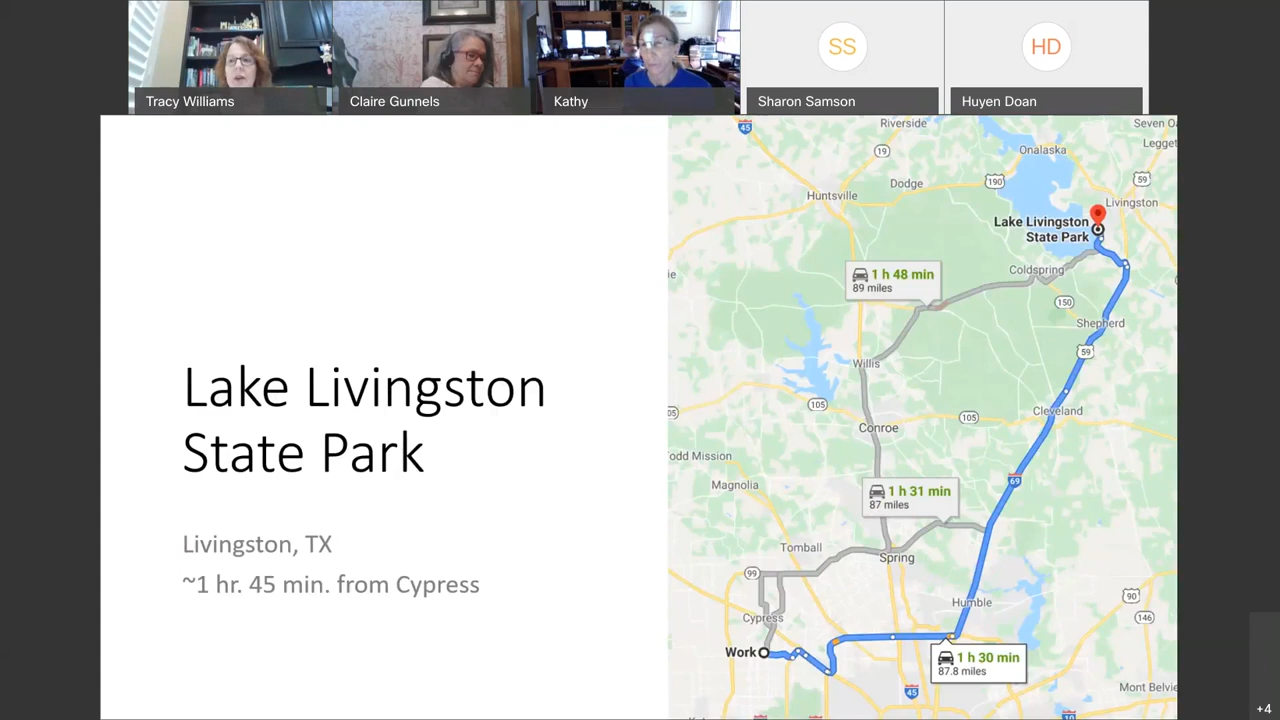 SS
HD
Tracy Williams
Claire Gunnels
Kathy
Sharon Samson
Huyen Doan
Lake Livingston
State Park
Livingston, TX
~1 hr. 45 min. from Cypress
45
Riverside
Seven O
19
Onalaska
Legget
Dodge
190
59
Huntsville
Livingston
Lake Livingston
State Park
1 h 48 min
89 miles
Coldspring
150
Shepherd
59
Willis
105
105
Cleveland
Conroe
Todd Mission
69
Magnolia
1 h 31 min
87 miles
Tomball
Spring
99
Humble
90
Cypress
146
Work
1 h 30 min
87.8 miles
45
Mont Belvie
10
+4